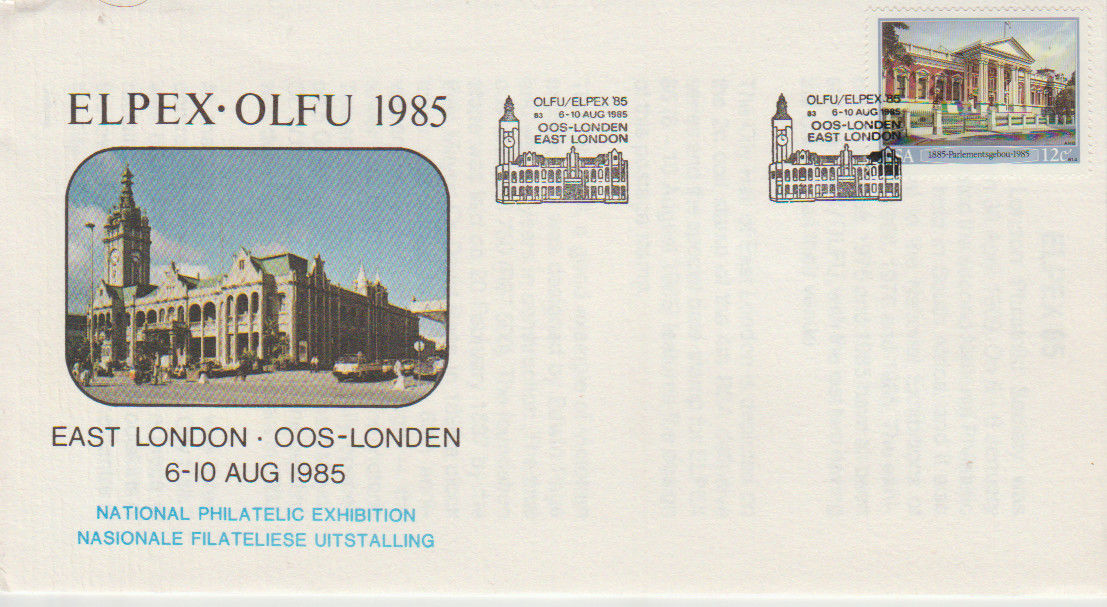 ELPEX·OLFU 1985
EAST LONDON · OOS-LONDEN
6-10 AUG 1985
NATIONAL PHILATELIC EXHIBITION
NASIONALE FILATELIESE UITSTALLING
OLFU/ELPEX '85
83 6-10 AUG 1985
OOS-LONDEN
EAST LONDON
OLFU/ELPEX '85
83 6-10 AUG 1985
OOS-LONDEN
EAST LONDON
1885·Parlementsgebou·1985 12c